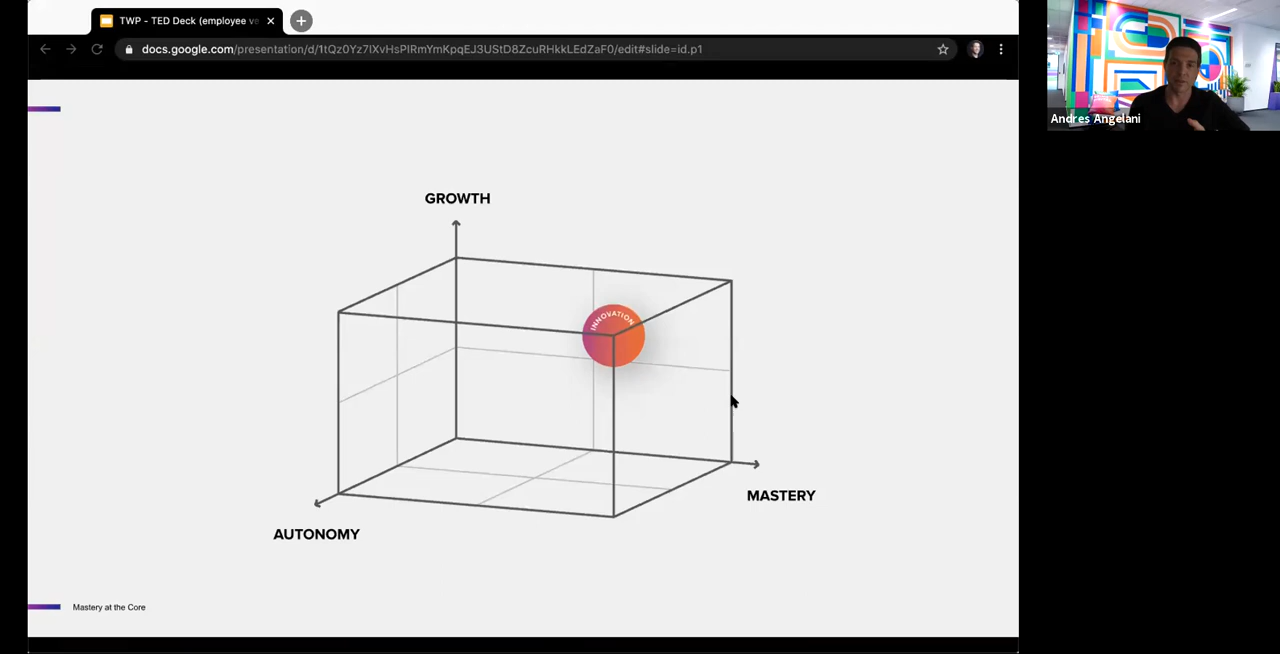 TWP - TED Deck (employee ve
docs.google.com/presentation/d/1tQz0Yz7lXvHsPlRmYmKpqEJ3UStD8ZcuRHkkLEdZaF0/edit#slide=id.p1
Andres Angelani
GROWTH
INNOVATION
MASTERY
AUTONOMY
Mastery at the Core